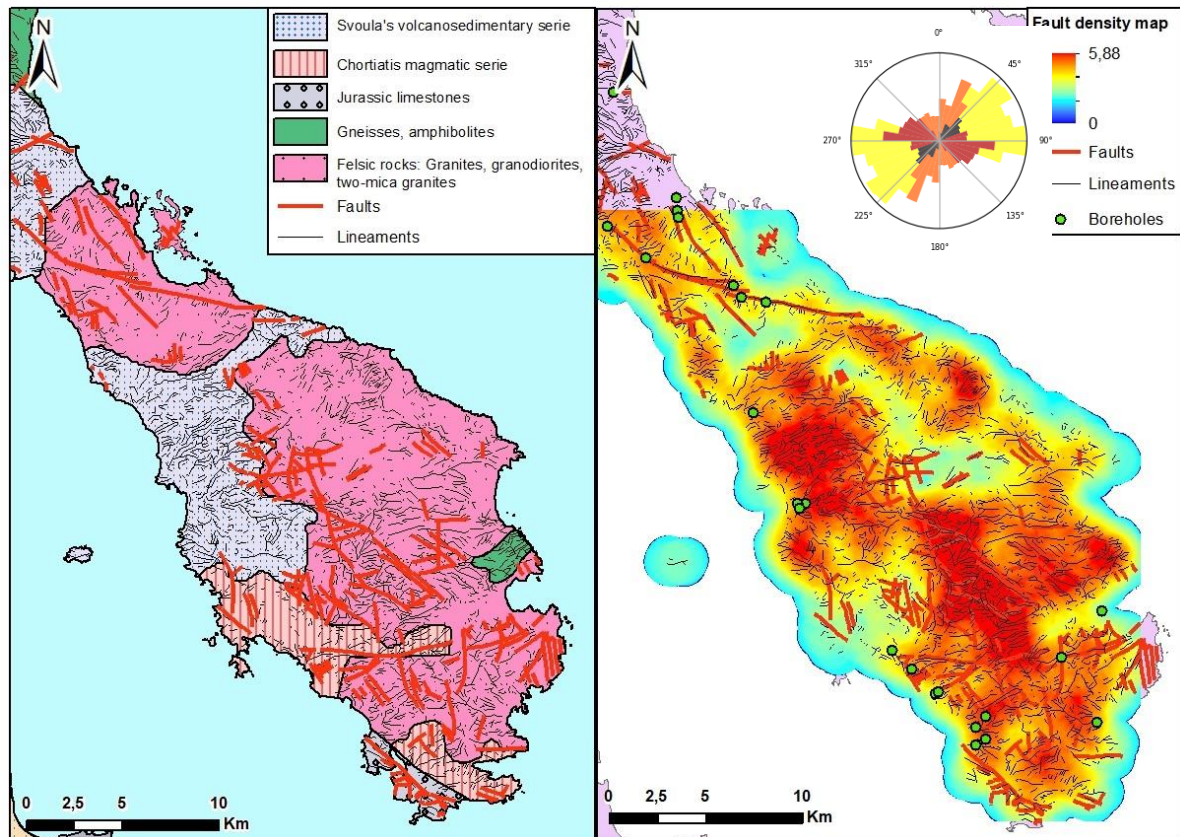 N
Svoula's volcanosedimentary serie
Chortiatis magmatic serie
Jurassic limestones
Gneisses, amphibolites
Felsic rocks: Granites, granodiorites,
two-mica granites
Faults
Lineaments
0 2,5 5 10
Km
N
Fault density map
5,88
0
Faults
Lineaments
Boreholes
0°
45°
90°
135°
180°
225°
270°
315°
0 2,5 5 10
Km